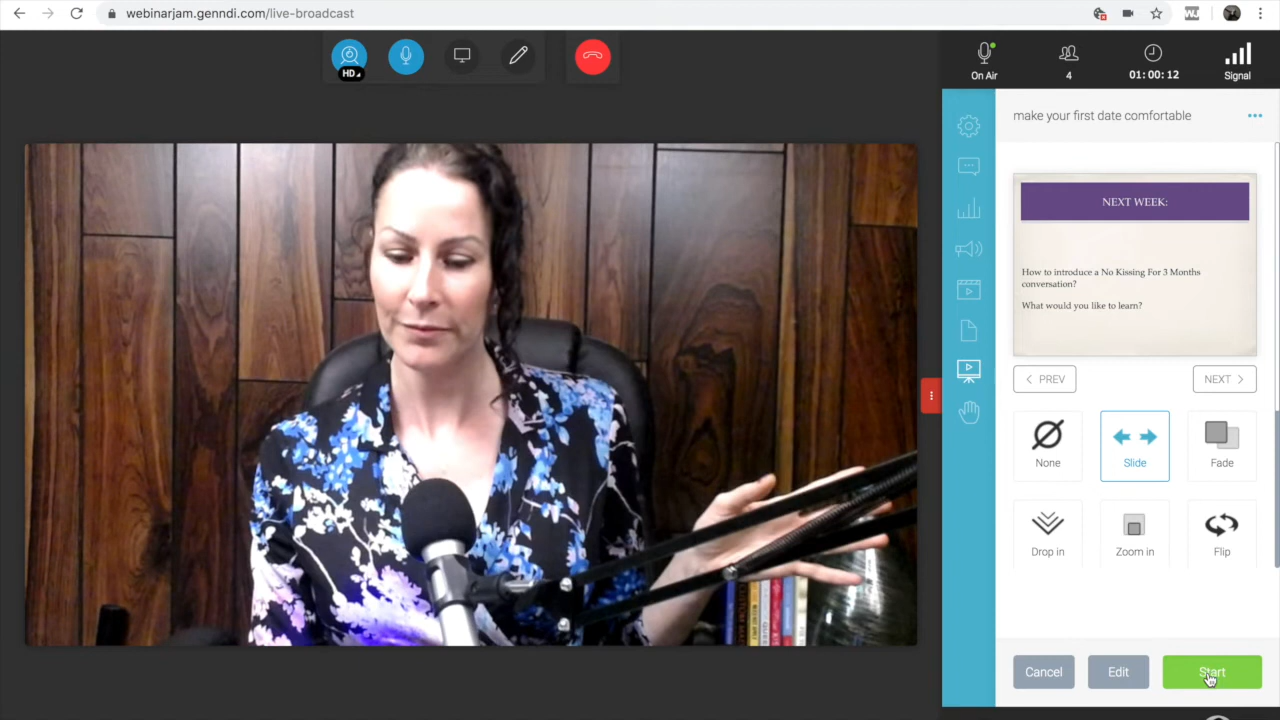 webinarjam.genndi.com/live-broadcast
WJ
HD
On Air
4
01:00:12
Signal
make your first date comfortable
NEXT WEEK:
How to introduce a No Kissing For 3 Months
conversation?
What would you like to learn?
PREV
NEXT
None
Slide
Fade
Drop in
Zoom in
Flip
Cancel
Edit
Start